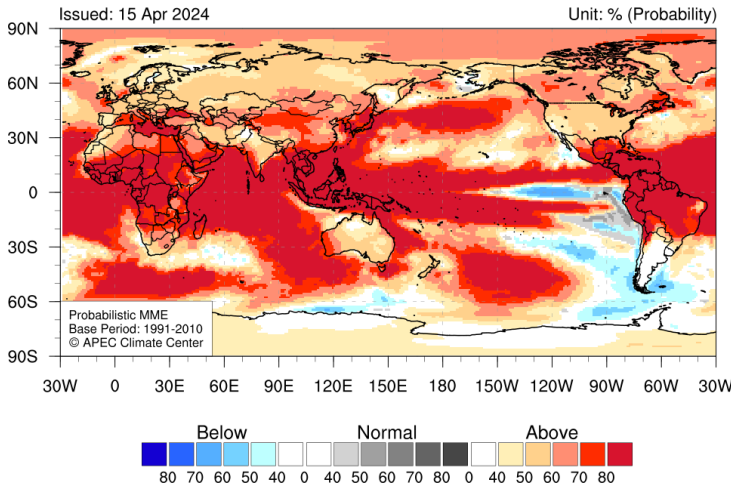 Issued: 15 Apr 2024 Unit: % (Probability)
90N
60N
30N
0
30S
60S
90S
Probabilistic MME
Base Period: 1991-2010
© APEC Climate Center
30W 0 30E 60E 90E 120E 150E 180 150W 120W 90W 60W 30W
Below Normal Above
80 70 60 50 40 0 40 50 60 70 80 0 40 50 60 70 80